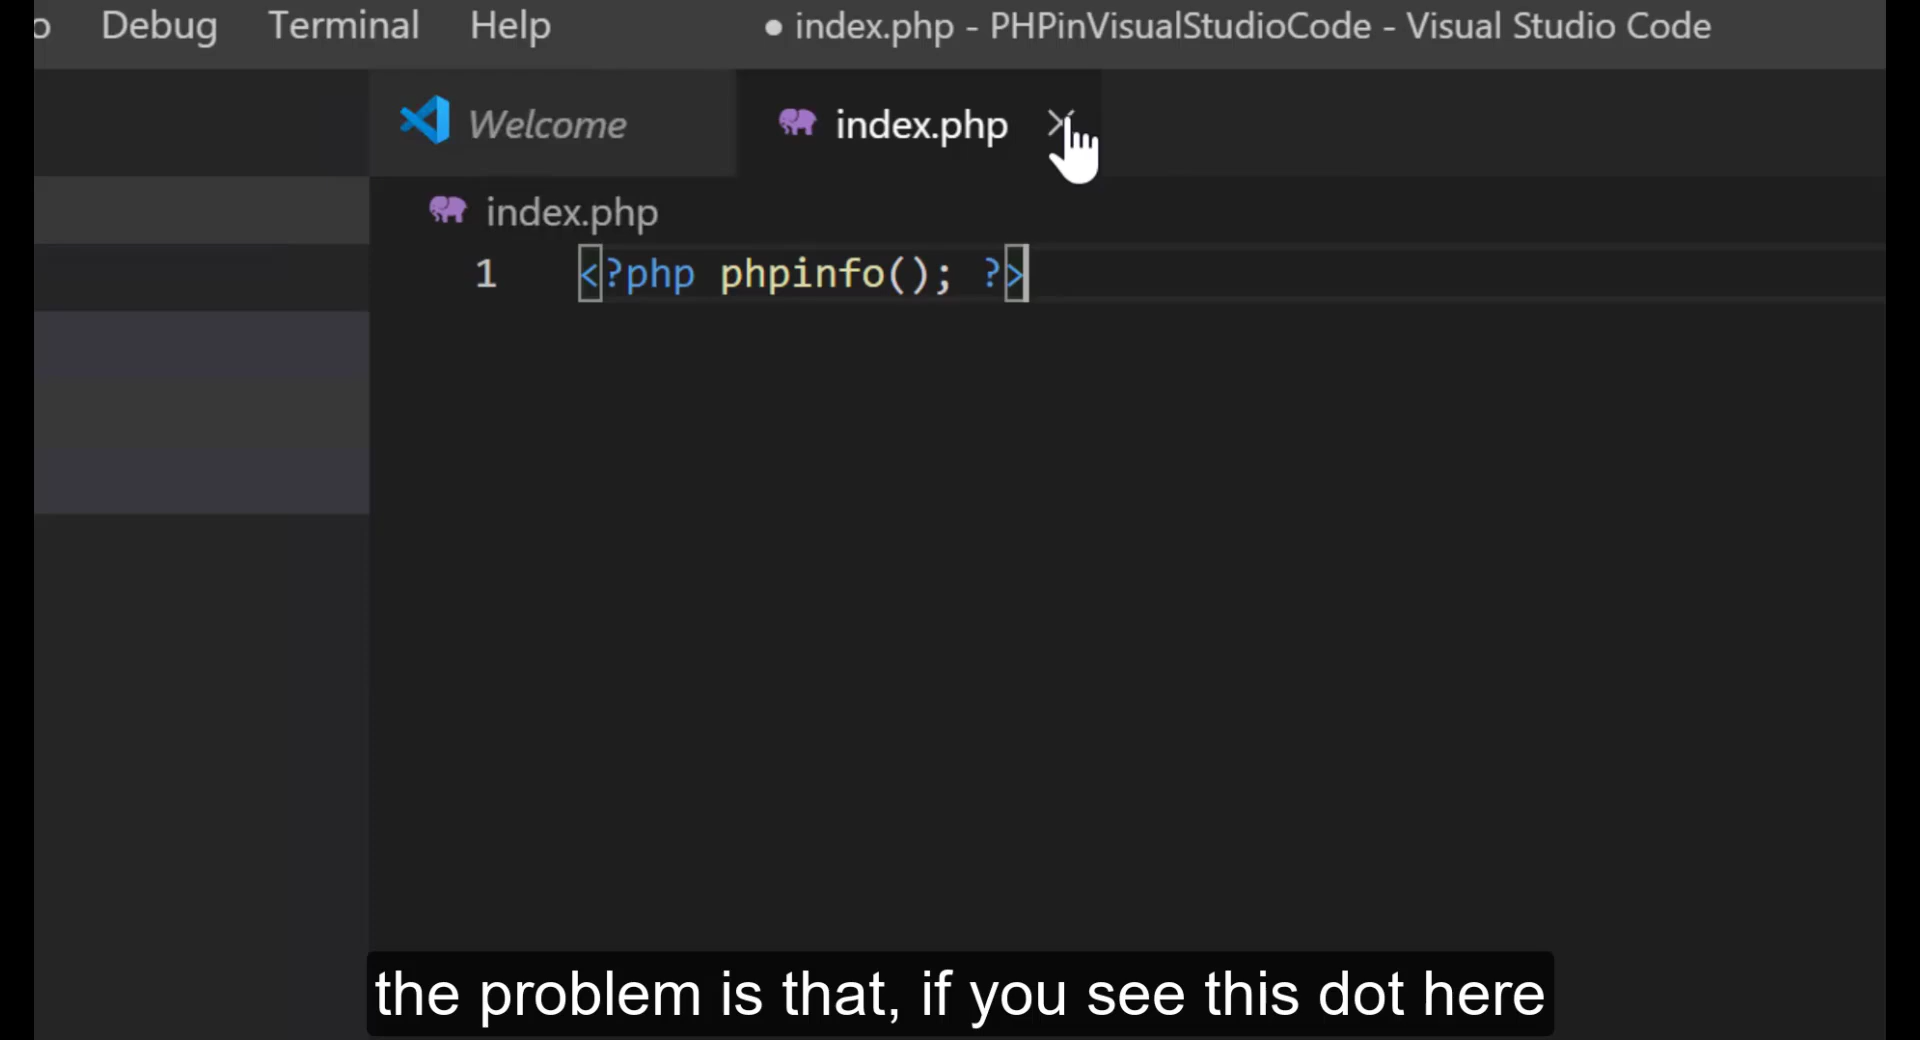 o Debug Terminal Help ● index.php - PHPinVisualStudioCode - Visual Studio Code
Welcome index.php
index.php
1 <?php phpinfo(); ?>
the problem is that, if you see this dot here